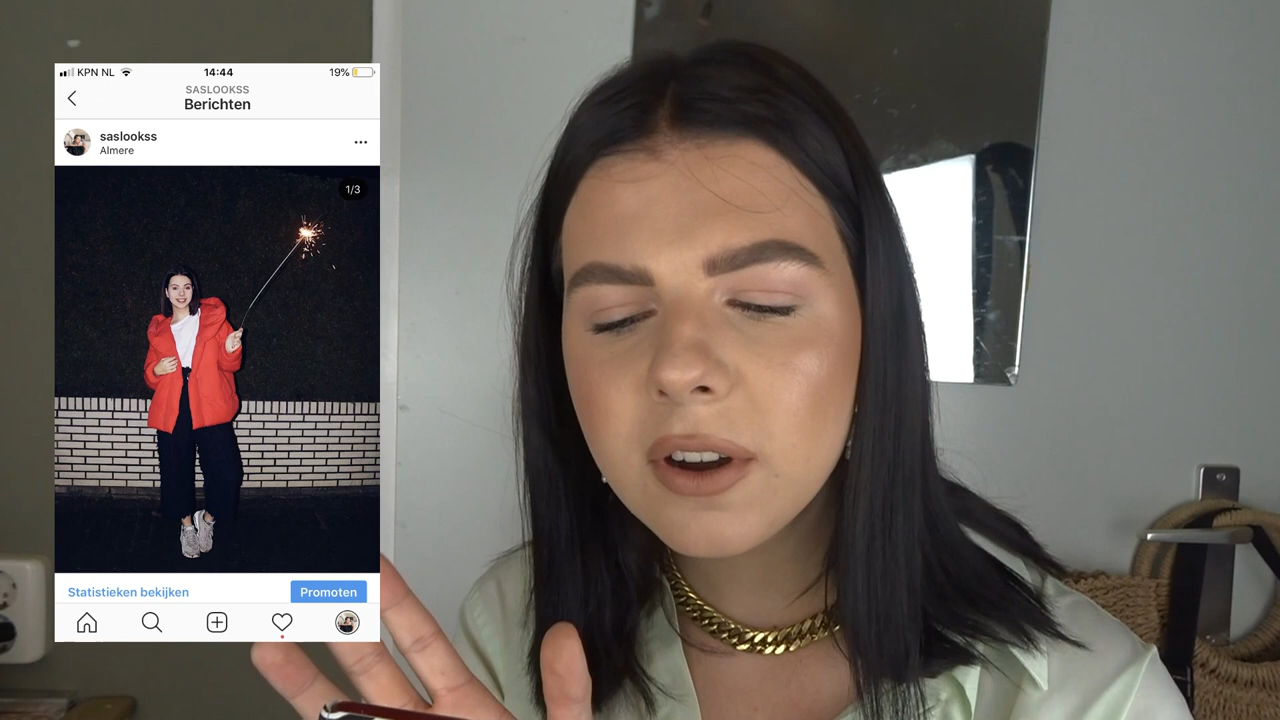 KPN NL 14:44 19%
SASLOOKSS
Berichten
saslookss
Almere
1/3
Statistieken bekijken Promoten